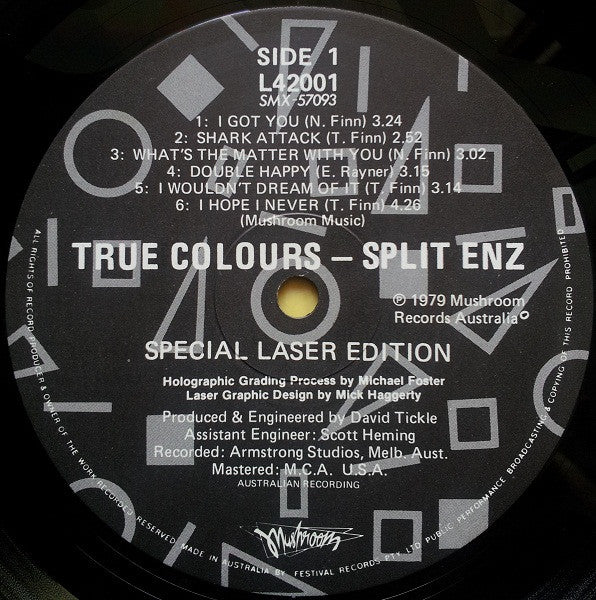 SIDE 1
L42001
SMX-57093
1: I GOT YOU (N. Finn) 3.24
2: SHARK ATTACK (T. Finn) 2.52
3: WHAT'S THE MATTER WITH YOU (N. Finn) 3.02
4: DOUBLE HAPPY (E. Rayner) 3.15
5: I WOULDN'T DREAM OF IT (T. Finn) 3.14
6: I HOPE I NEVER (T. Finn) 4.26
(Mushroom Music)
TRUE COLOURS – SPLIT ENZ
℗ 1979 Mushroom
Records Australia
SPECIAL LASER EDITION
Holographic Grading Process by Michael Foster
Laser Graphic Design by Mick Haggerty
Produced & Engineered by David Tickle
Assistant Engineer: Scott Heming
Recorded: Armstrong Studios, Melb. Aust.
Mastered: M.C.A. U.S.A.
AUSTRALIAN RECORDING
Mushroom
ALL RIGHTS OF RECORD PRODUCER & OWNER OF THE WORK RECORDED RESERVED. MADE IN AUSTRALIA BY FESTIVAL RECORDS PTY. LTD PUBLIC PERFORMANCE BROADCASTING & COPYING OF THIS RECORD PROHIBITED